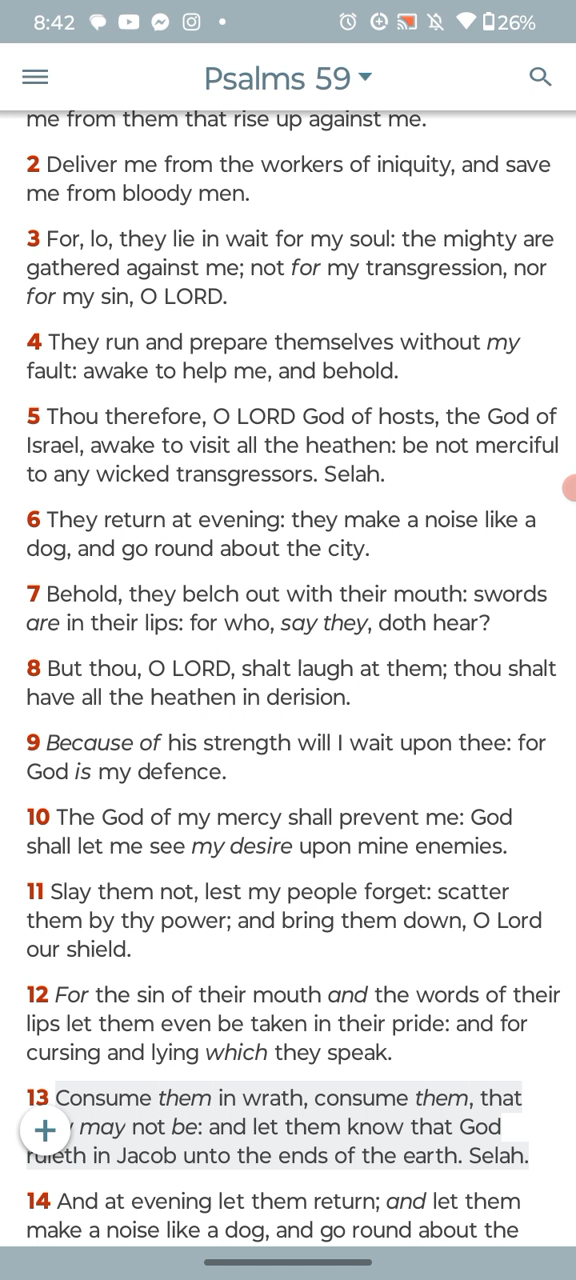 8:42
26%
Psalms 59
me from them that rise up against me.
2 Deliver me from the workers of iniquity, and save
me from bloody men.
3 For, lo, they lie in wait for my soul: the mighty are
gathered against me; not for my transgression, nor
for my sin, O LORD.
4 They run and prepare themselves without my
fault: awake to help me, and behold.
5 Thou therefore, O LORD God of hosts, the God of
Israel, awake to visit all the heathen: be not merciful
to any wicked transgressors. Selah.
6 They return at evening: they make a noise like a
dog, and go round about the city.
7 Behold, they belch out with their mouth: swords
are in their lips: for who, say they, doth hear?
8 But thou, O LORD, shalt laugh at them; thou shalt
have all the heathen in derision.
9 Because of his strength will I wait upon thee: for
God is my defence.
10 The God of my mercy shall prevent me: God
shall let me see my desire upon mine enemies.
11 Slay them not, lest my people forget: scatter
them by thy power; and bring them down, O Lord
our shield.
12 For the sin of their mouth and the words of their
lips let them even be taken in their pride: and for
cursing and lying which they speak.
13 Consume them in wrath, consume them, that
may not be: and let them know that God
ruleth in Jacob unto the ends of the earth. Selah.
14 And at evening let them return; and let them
make a noise like a dog, and go round about the